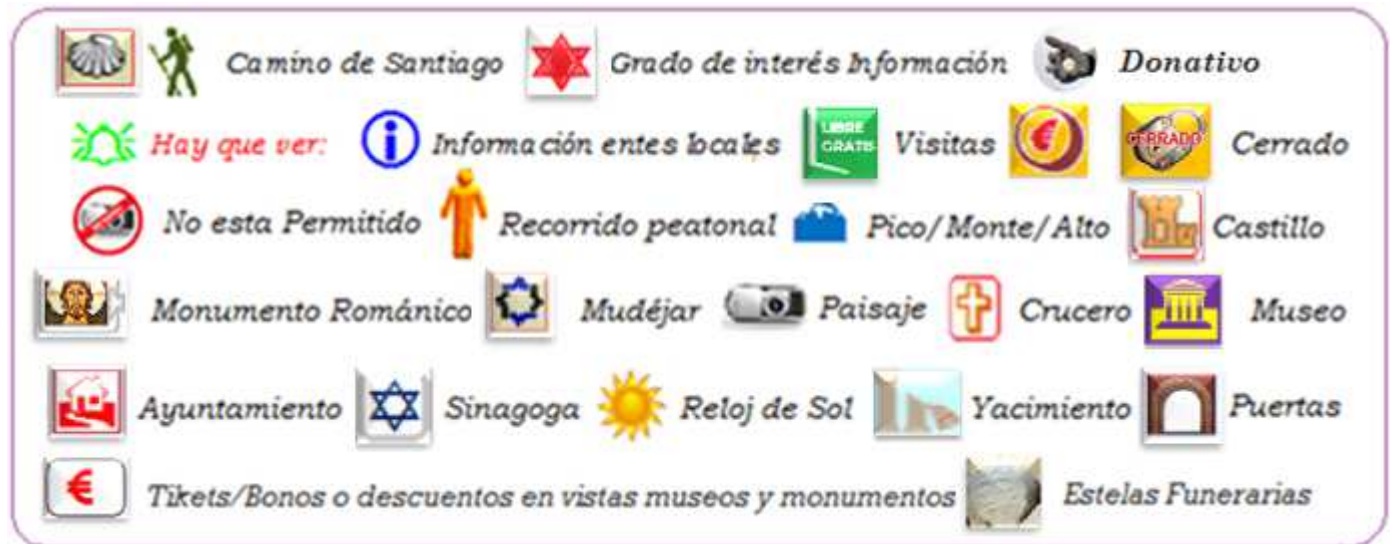 Camino de Santiago Grado de interés Información Donativo
Hay que ver: i Información entes locales LIBRE GRATIS Visitas € CERRADO Cerrado
No esta Permitido Recorrido peatonal Pico/Monte/Alto Castillo
Monumento Románico Mudéjar Paisaje Crucero Museo
Ayuntamiento Sinagoga Reloj de Sol Yacimiento Puertas
€ Tikets/Bonos o descuentos en vistas museos y monumentos Estelas Funerarias